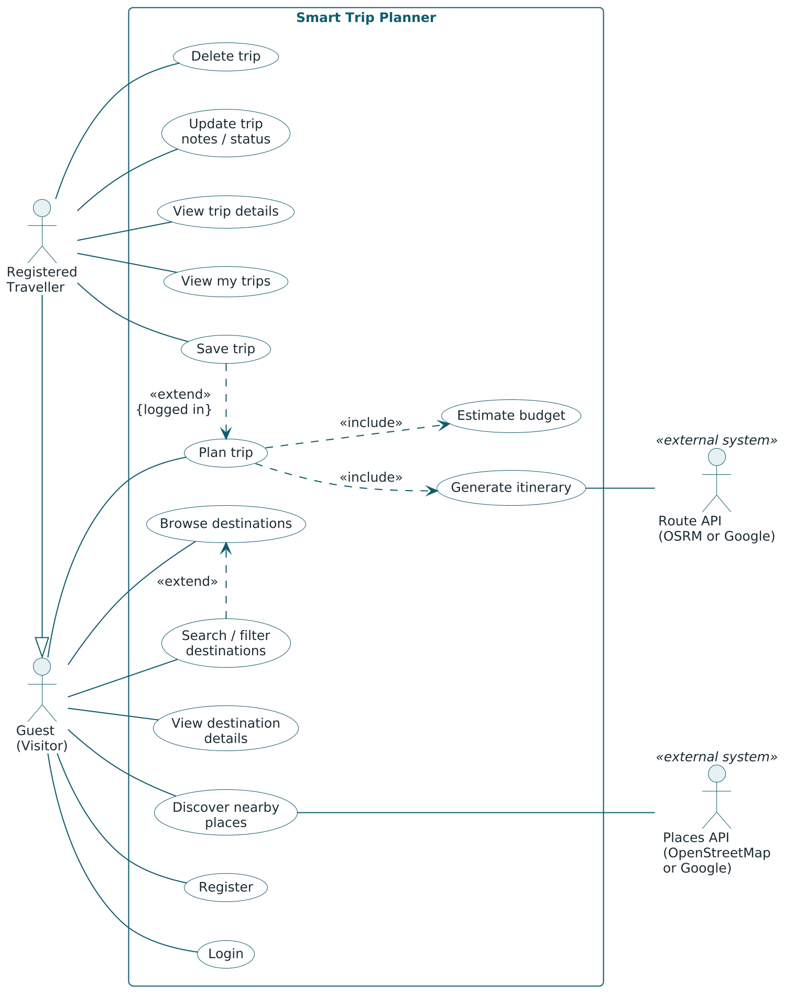 Smart Trip Planner
Delete trip
Update trip
notes / status
View trip details
View my trips
Registered
Traveller
Save trip
«extend»
{logged in}
Estimate budget
«include»
Plan trip
«include»
Generate itinerary
«external system»
Route API
(OSRM or Google)
Browse destinations
«extend»
Search / filter
destinations
Guest
(Visitor)
View destination
details
Discover nearby
places
«external system»
Places API
(OpenStreetMap
or Google)
Register
Login